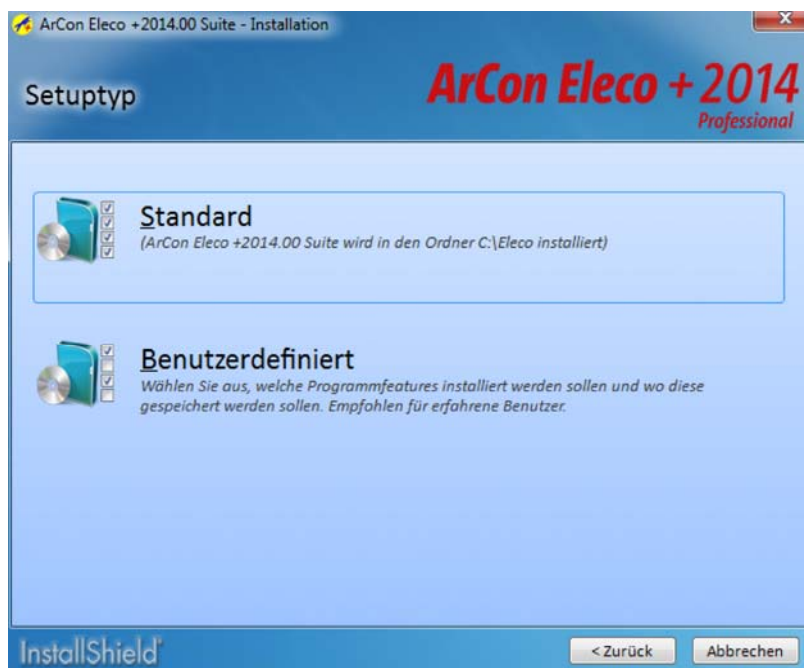 ArCon Eleco +2014.00 Suite - Installation
Setuptyp
ArCon Eleco +2014
Professional
Standard
(ArCon Eleco +2014.00 Suite wird in den Ordner C:\Eleco installiert)
Benutzerdefiniert
Wählen Sie aus, welche Programmfeatures installiert werden sollen und wo diese
gespeichert werden sollen. Empfohlen für erfahrene Benutzer.
InstallShield
< Zurück
Abbrechen